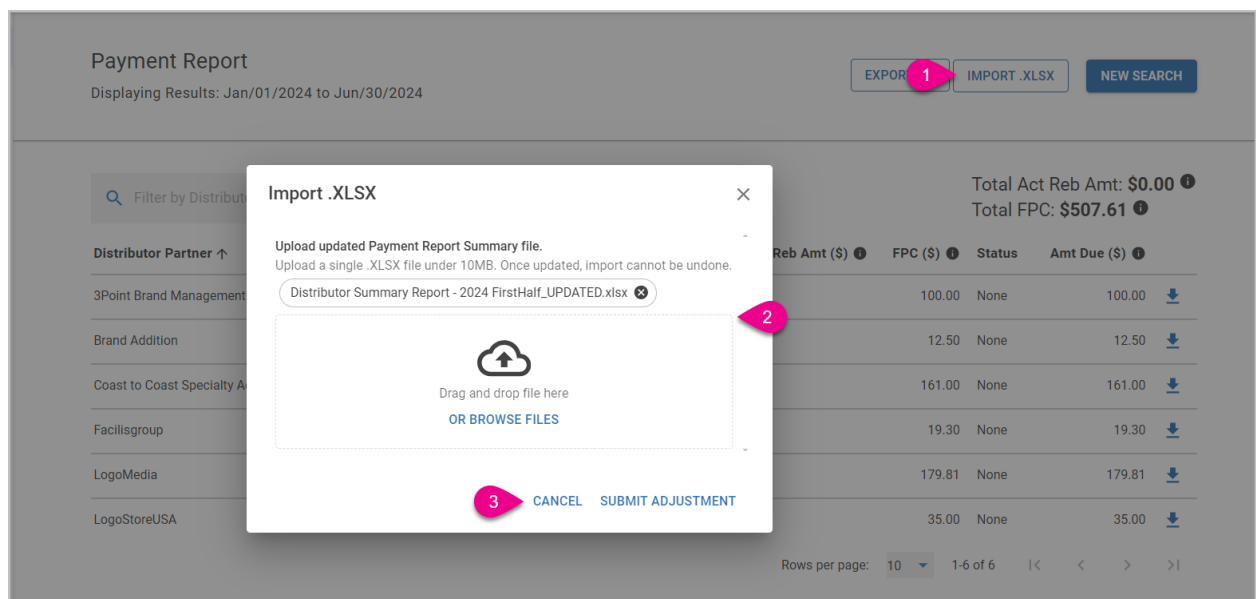 Payment Report
Displaying Results: Jan/01/2024 to Jun/30/2024
EXPOR 1 IMPORT .XLSX NEW SEARCH
Filter by Distribut
Total Act Reb Amt: $0.00
Total FPC: $507.61
Import .XLSX
Upload updated Payment Report Summary file.
Upload a single .XLSX file under 10MB. Once updated, import cannot be undone.
Distributor Summary Report - 2024 FirstHalf_UPDATED.xlsx
2
Drag and drop file here
OR BROWSE FILES
3 CANCEL SUBMIT ADJUSTMENT
Distributor Partner Reb Amt ($) FPC ($) Status Amt Due ($)
3Point Brand Management 100.00 None 100.00
Brand Addition 12.50 None 12.50
Coast to Coast Specialty A 161.00 None 161.00
Facilisgroup 19.30 None 19.30
LogoMedia 179.81 None 179.81
LogoStoreUSA 35.00 None 35.00
Rows per page: 10 1-6 of 6